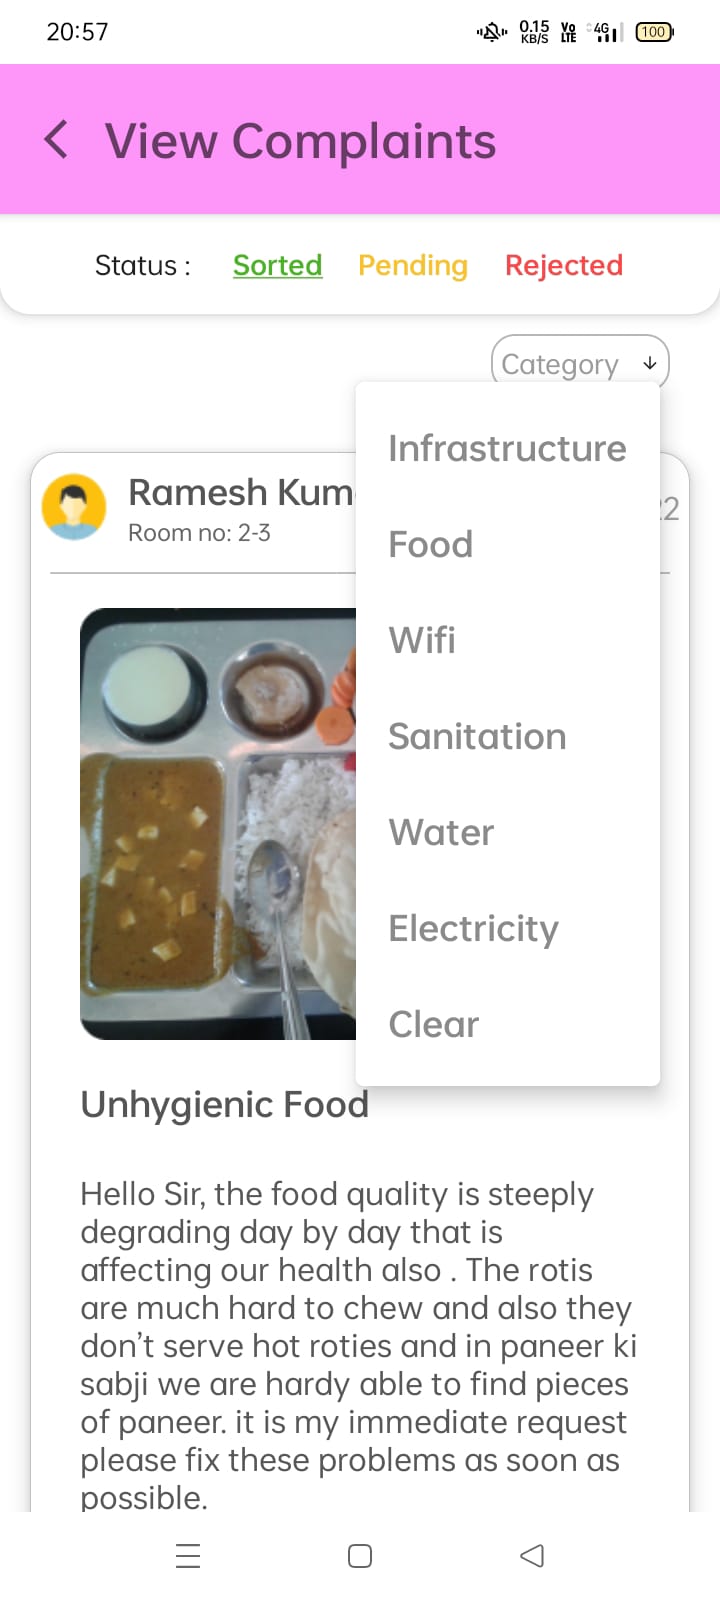 20:57
0.15 KB/S Vo LTE 4G 100
View Complaints
Status : Sorted Pending Rejected
Category
Infrastructure
Food
Wifi
Sanitation
Water
Electricity
Clear
Ramesh
Room no: 2-3
Unhygienic Food
Hello Sir, the food quality is steeply
degrading day by day that is
affecting our health also . The rotis
are much hard to chew and also they
don't serve hot roties and in paneer ki
sabji we are hardy able to find pieces
of paneer. it is my immediate request
please fix these problems as soon as
possible.